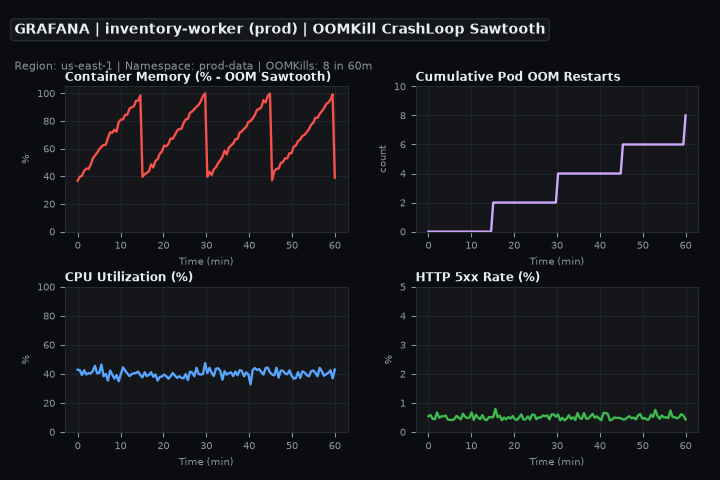 GRAFANA | inventory-worker (prod) | OOMKill CrashLoop Sawtooth
Region: us-east-1 | Namespace: prod-data | OOMKills: 8 in 60m
Container Memory (% - OOM Sawtooth)
100
80
60
40
20
0
%
0 10 20 30 40 50 60
Time (min)
Cumulative Pod OOM Restarts
10
8
6
4
2
0
count
0 10 20 30 40 50 60
Time (min)
CPU Utilization (%)
100
80
60
40
20
0
%
0 10 20 30 40 50 60
Time (min)
HTTP 5xx Rate (%)
5
4
3
2
1
0
%
0 10 20 30 40 50 60
Time (min)